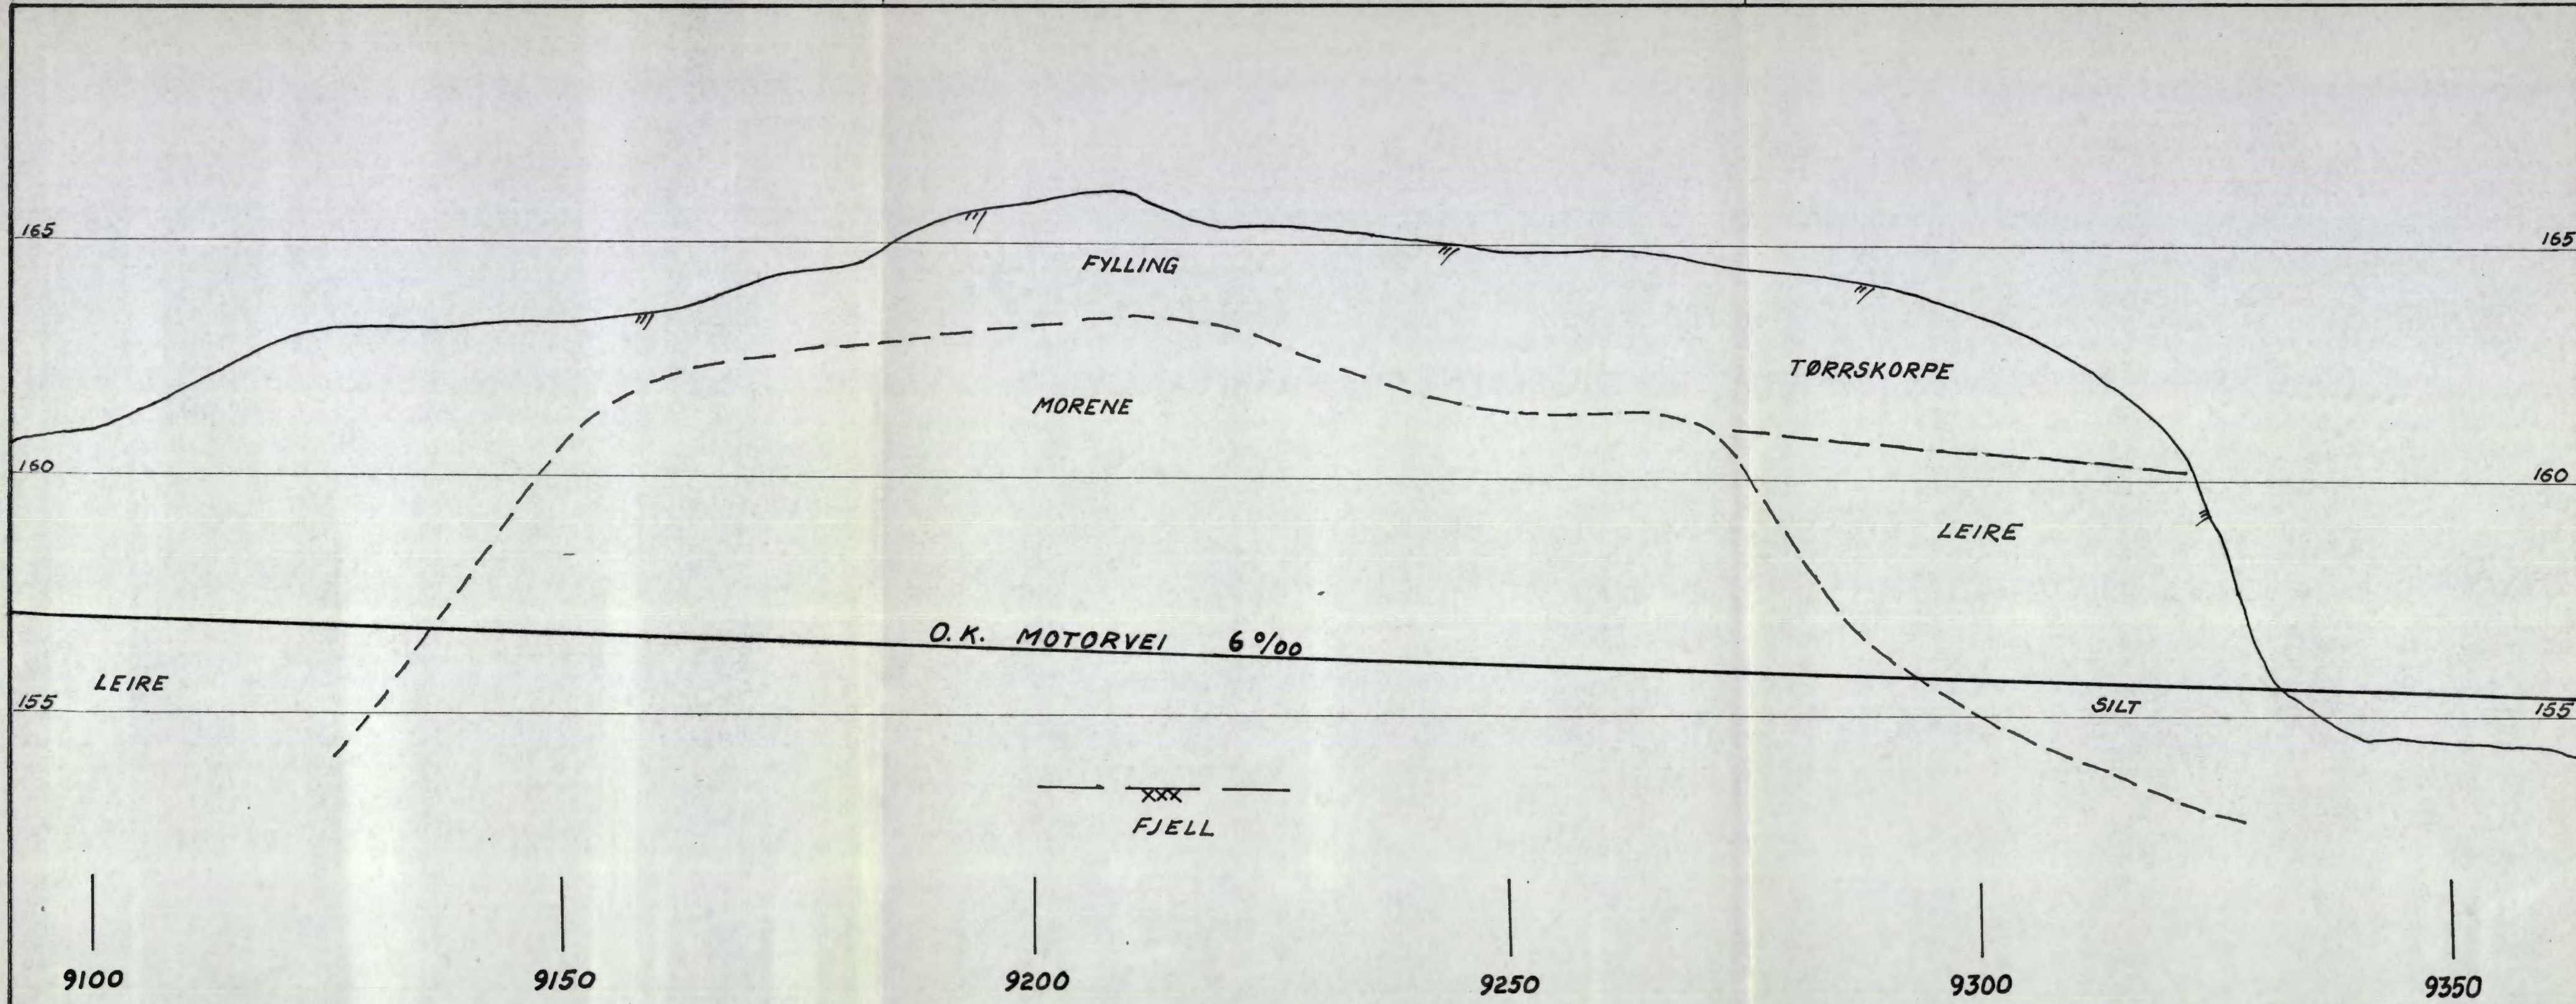 165 165
FYLLING
TØRRSKORPE
MORENE
160 160
LEIRE
O.K. MOTORVEI 6 ‰
LEIRE
SILT
155 155
XXX
FJELL
9100 9150 9200 9250 9300 9350